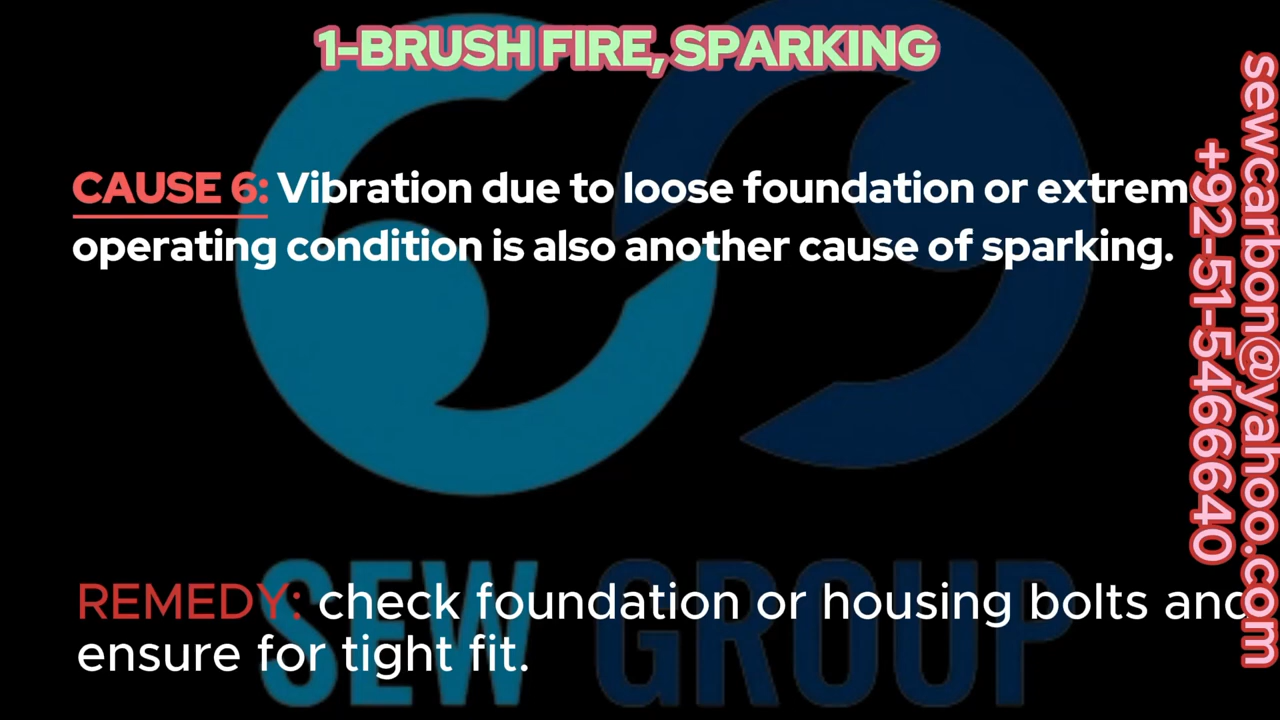 1-BRUSH FIRE, SPARKING
CAUSE 6: Vibration due to loose foundation or extrem
operating condition is also another cause of sparking.
REMEDY: check foundation or housing bolts and
ensure for tight fit.
SEW GROUP
sewcarbon@yahoo.com
+92-51-5466640